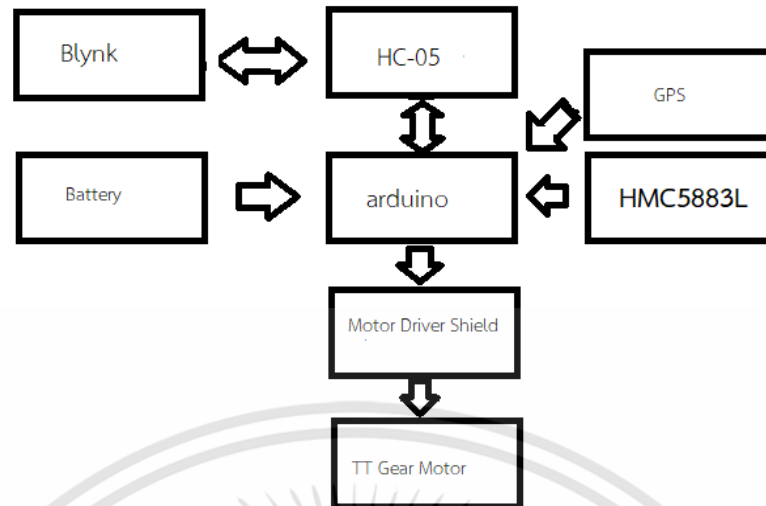 Blynk
HC-05
GPS
Battery
arduino
HMC5883L
Motor Driver Shield
TT Gear Motor